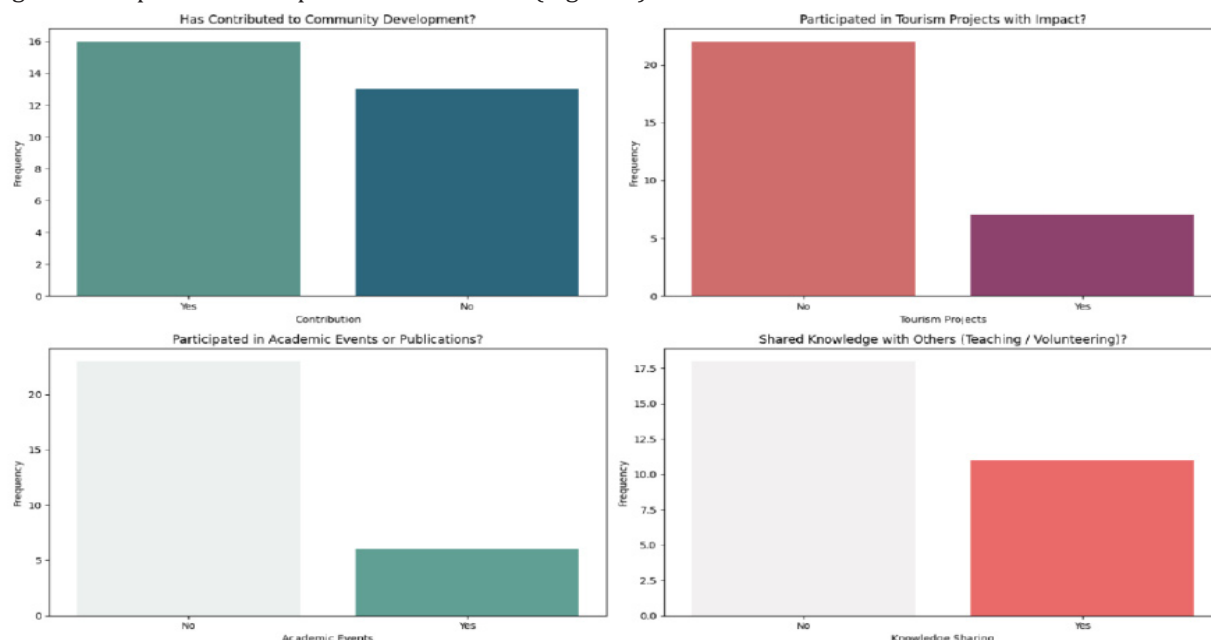 Has Contributed to Community Development?
16
14
12
10
8
6
4
2
0
Frequency
Yes
No
Contribution
Participated in Tourism Projects with Impact?
20
15
10
5
0
Frequency
No
Yes
Tourism Projects
Participated in Academic Events or Publications?
20
15
10
5
0
Frequency
No
Yes
Academic Events
Shared Knowledge with Others (Teaching / Volunteering)?
17.5
15.0
12.5
10.0
7.5
5.0
2.5
0.0
Frequency
No
Yes
Knowledge Sharing